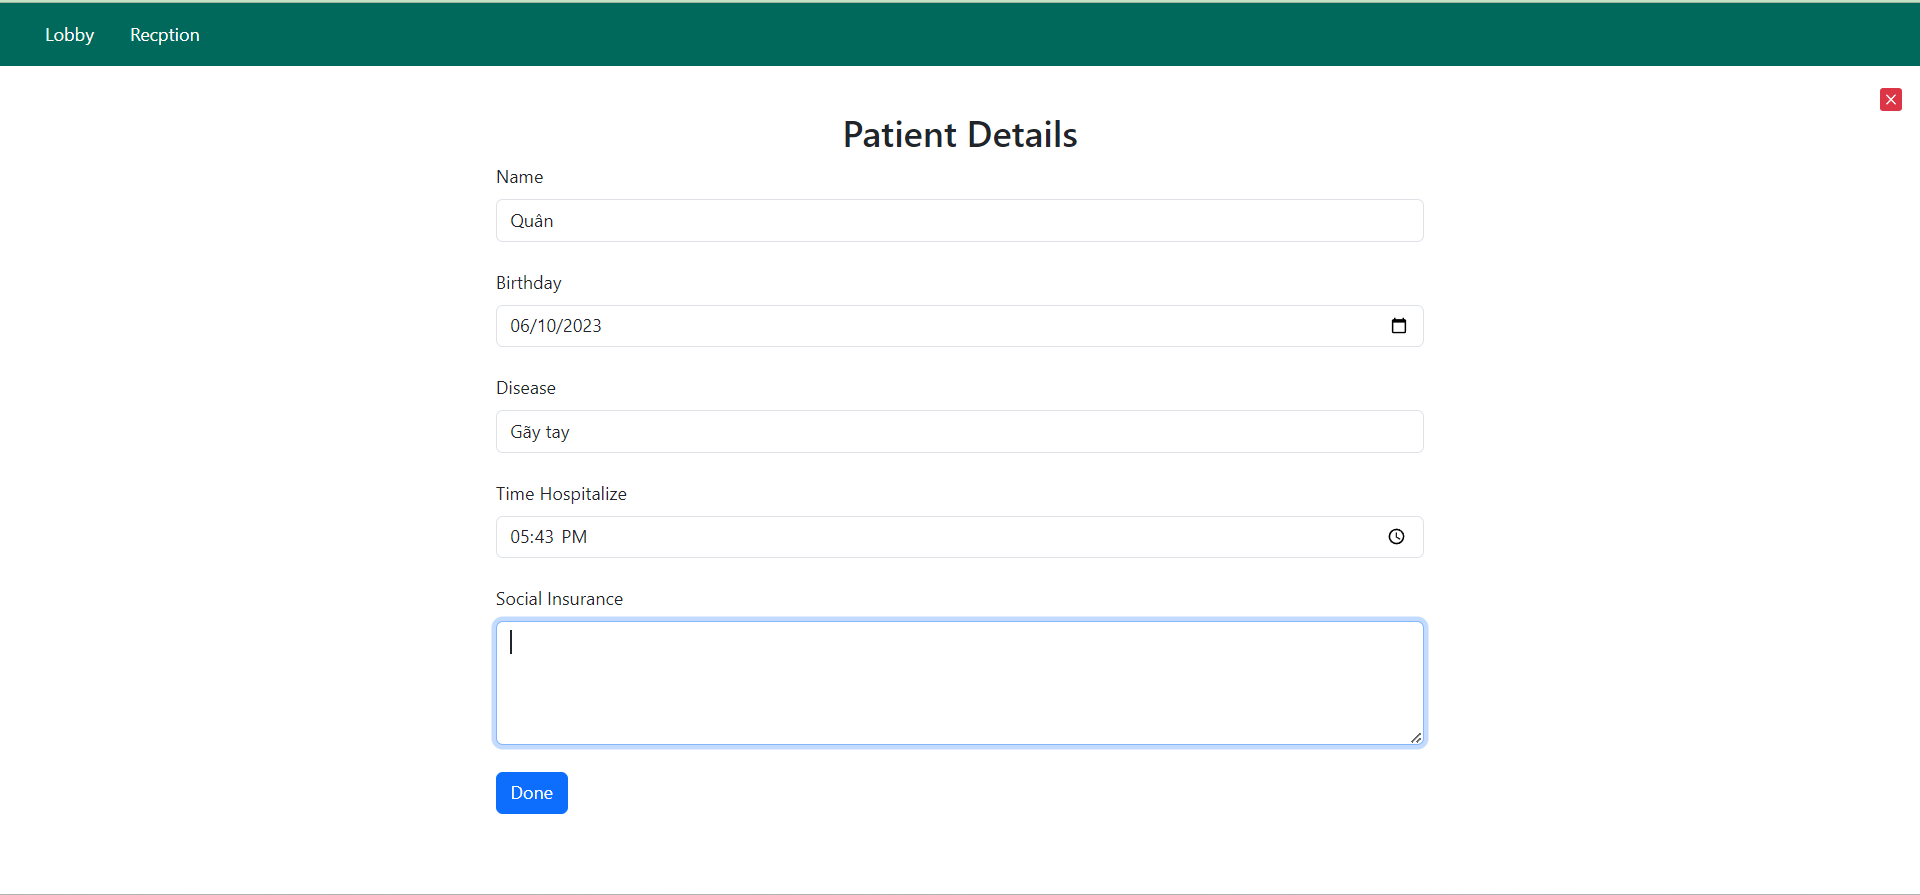 Lobby Recption
Patient Details
Name
Quân
Birthday
06/10/2023
Disease
Gãy tay
Time Hospitalize
05:43 PM
Social Insurance
Done